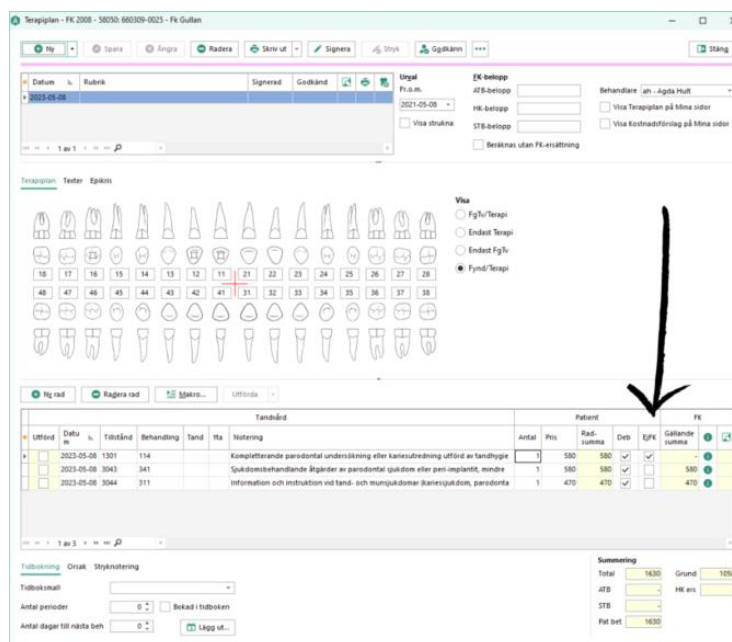 Terapiplan - FK 2008 - 58050: 660309-0025 - Fk Gullan
Ny Spara Ångra Radera Skriv ut Signera Stryk Godkänn Stäng
Datum Rubrik Signerad Godkänd
2023-05-08
1 av 1
Urval
Fr.o.m.
2021-05-08
Visa strukna
FK-belopp
ATB-belopp
HK-belopp
STB-belopp
Beräknas utan FK-ersättning
Behandlare ah - Agda Hult
Visa Terapiplan på Mina sidor
Visa Kostnadsförslag på Mina sidor
Terapiplan Texter Epikris
18 17 16 15 14 13 12 11 21 22 23 24 25 26 27 28
48 47 46 45 44 43 42 41 31 32 33 34 35 36 37 38
Visa
FgTv/Terapi
Endast Terapi
Endast FgTv
Fynd/Terapi
Ny rad Radera rad Makro... Utförda
Tandvård Patient FK
Utförd Datu m Tillstånd Behandling Tand Yta Notering Antal Pris Rad-summa Deb EjFK Gällande summa
2023-05-08 1301 114 Kompletterande parodontal undersökning eller kariesutredning utförd av tandhygie 1 580 580 -
2023-05-08 3043 341 Sjukdomsbehandlande åtgärder av parodontal sjukdom eller peri-implantit, mindre 1 580 580 580
2023-05-08 3044 311 Information och instruktion vid tand- och munsjukdomar (kariessjukdom, parodonta 1 470 470 470
1 av 3
Tidbokning Orsak Stryknotering
Tidboksmall
Antal perioder 0 Bokad i tidboken
Antal dagar till nästa beh 0 Lägg ut...
Summering
Total 1630 Grund 1050
ATB - HK ers
STB -
Pat bet 1630